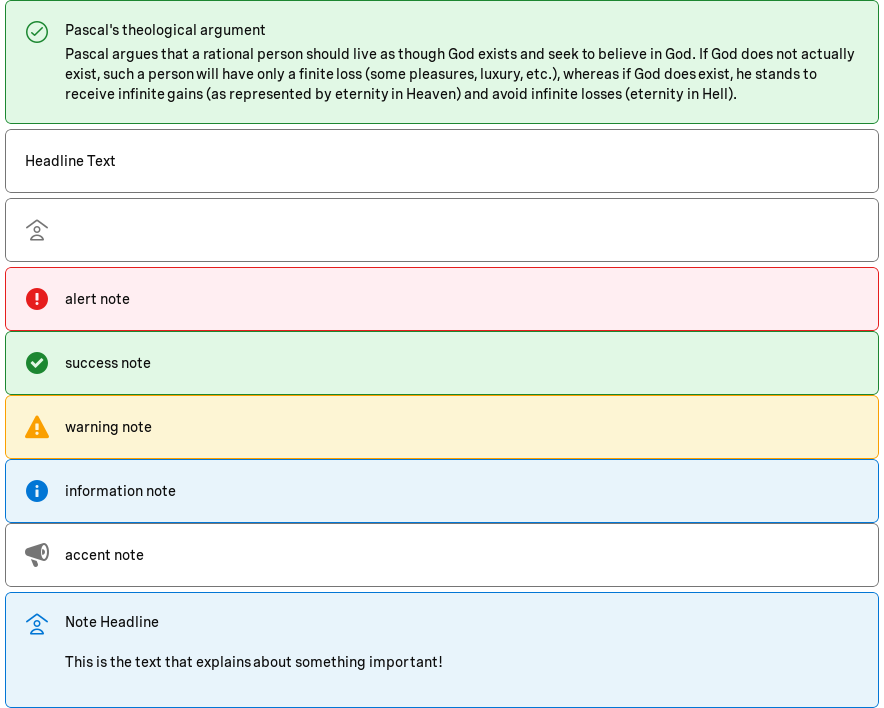 Pascal's theological argument
Pascal argues that a rational person should live as though God exists and seek to believe in God. If God does not actually
exist, such a person will have only a finite loss (some pleasures, luxury, etc.), whereas if God does exist, he stands to
receive infinite gains (as represented by eternity in Heaven) and avoid infinite losses (eternity in Hell).
Headline Text
alert note
success note
warning note
information note
accent note
Note Headline
This is the text that explains about something important!